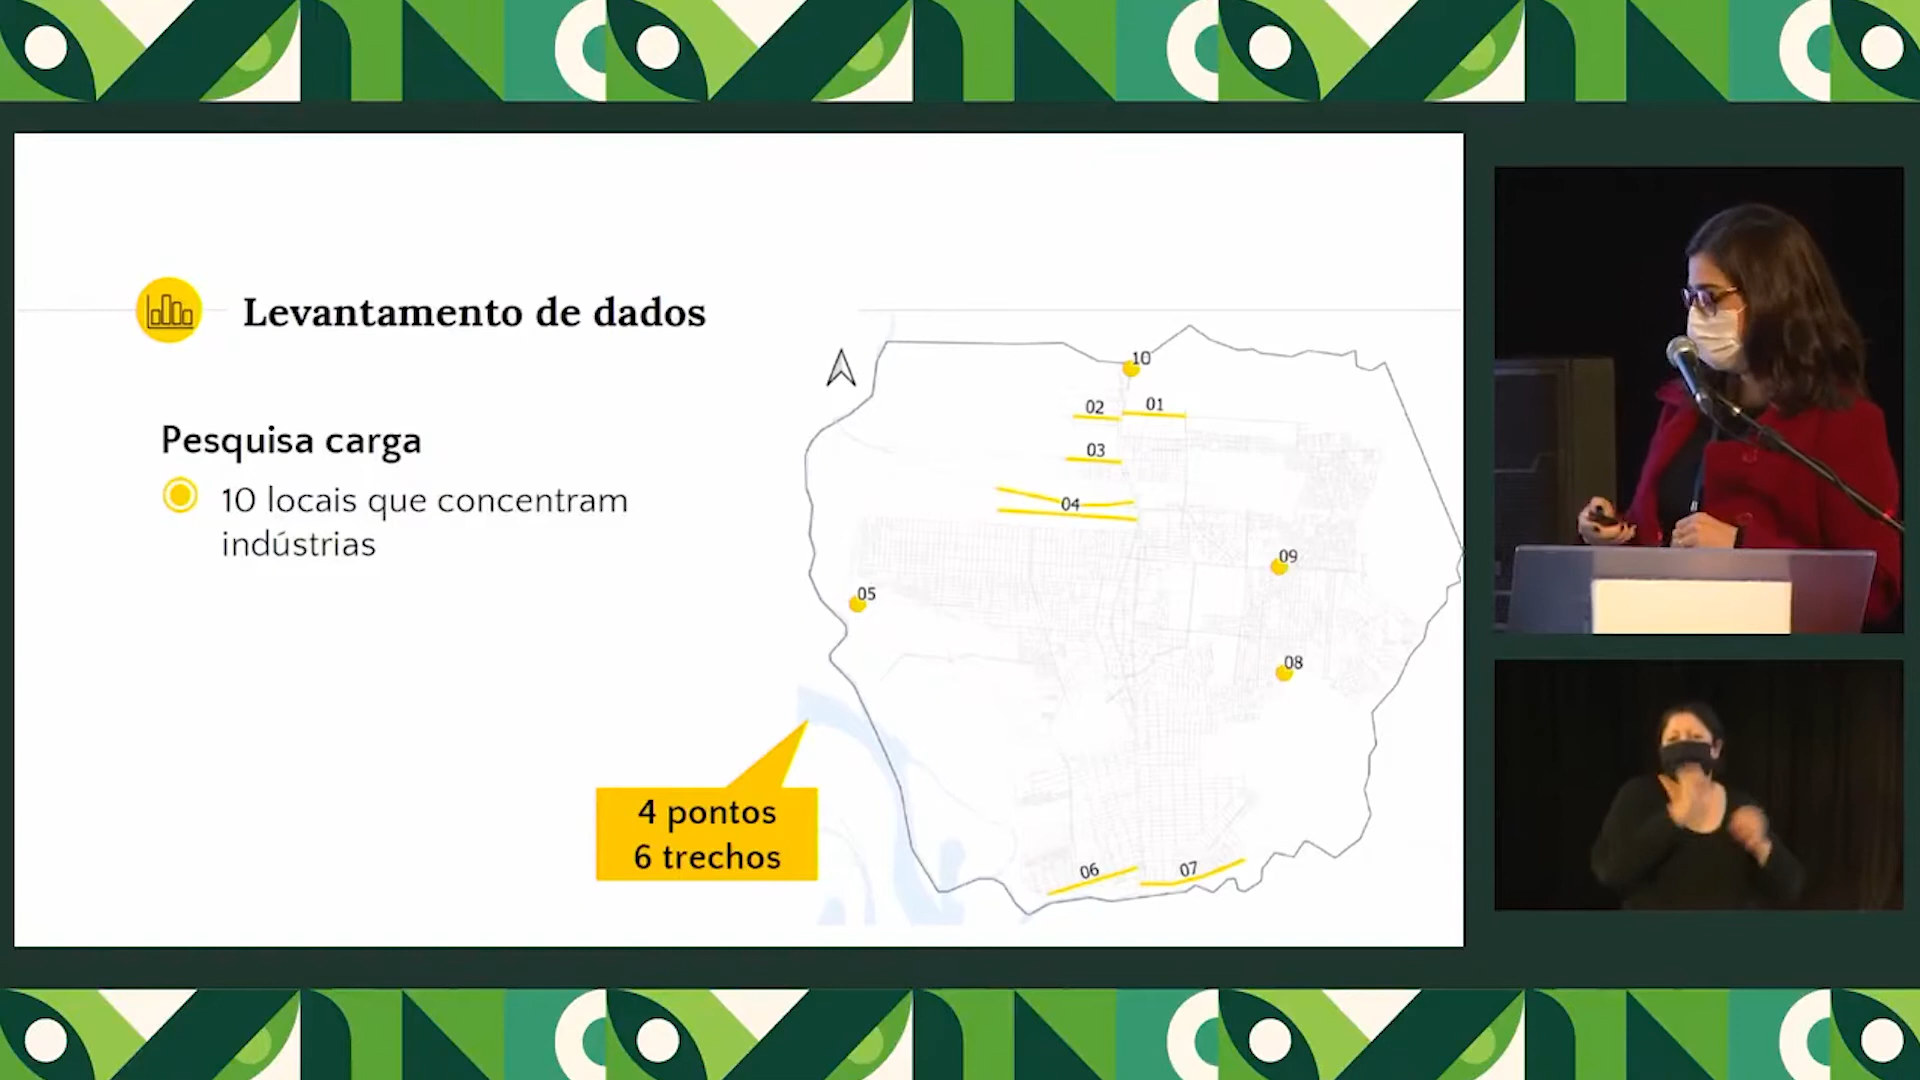 Levantamento de dados
Pesquisa carga
10 locais que concentram
indústrias
4 pontos
6 trechos
10
02
01
03
04
09
05
08
06
07